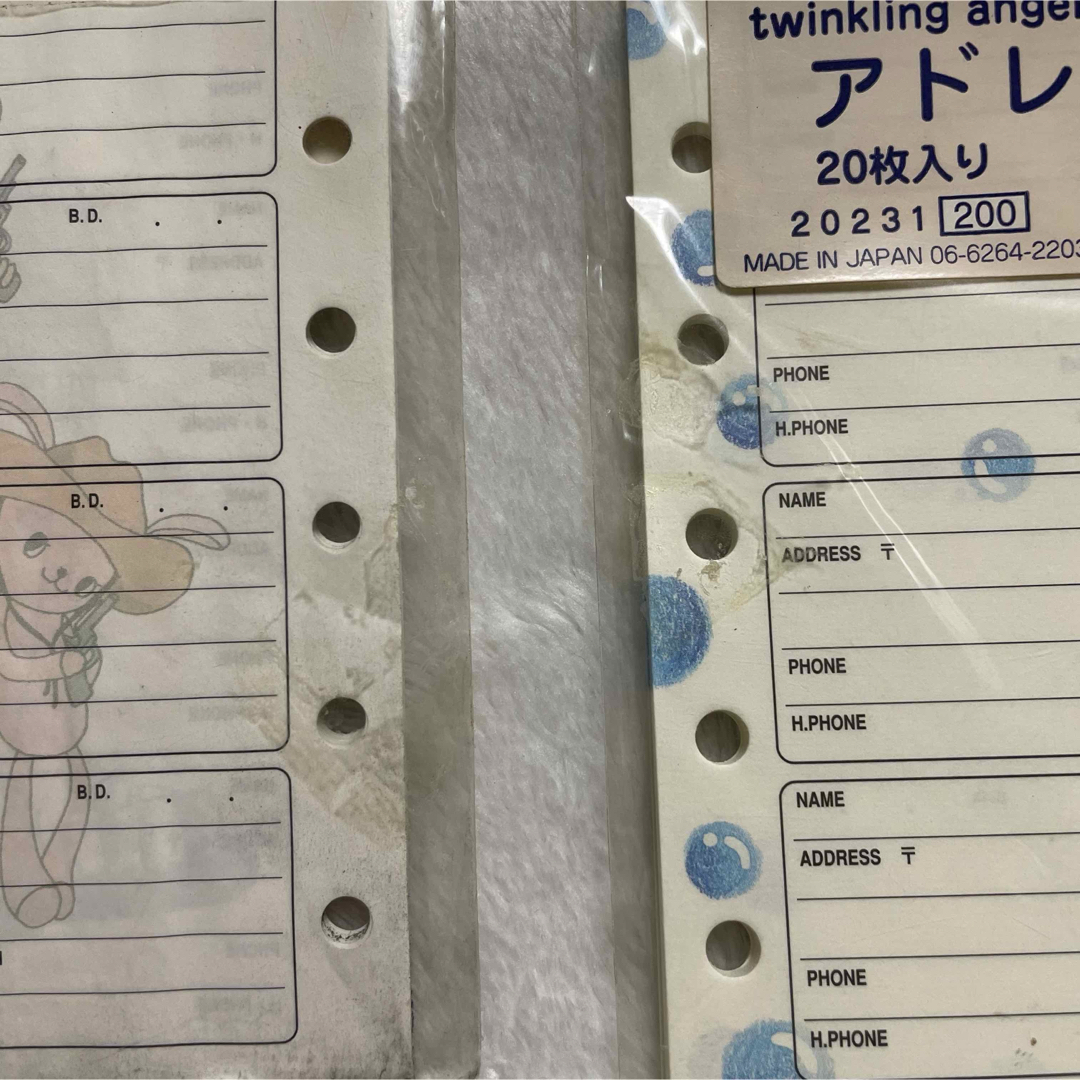 B.D. . .
B.D. . .
B.D. . .
twinkling angel
アドレ
20枚入り
20231 200
MADE IN JAPAN 06-6264-2203
PHONE
H.PHONE
NAME
ADDRESS 〒
PHONE
H.PHONE
NAME
ADDRESS 〒
PHONE
H.PHONE